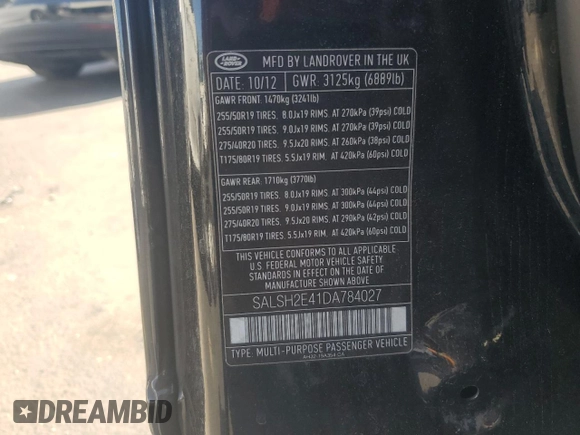 LAND ROVER
MFD BY LANDROVER IN THE UK
DATE: 10/12 GWR: 3125kg (6889lb)
GAWR FRONT: 1470kg (3241lb)
255/50R19 TIRES. 8.0Jx19 RIMS. AT 270kPa (39psi) COLD
255/50R19 TIRES. 9.0Jx19 RIMS. AT 270kPa (39psi) COLD
275/40R20 TIRES. 9.5Jx20 RIMS. AT 260kPa (38psi) COLD
T175/80R19 TIRES. 5.5Jx19 RIM. AT 420kPa (60psi) COLD
GAWR REAR: 1710kg (3770lb)
255/50R19 TIRES. 8.0Jx19 RIMS. AT 300kPa (44psi) COLD
255/50R19 TIRES. 9.0Jx19 RIMS. AT 300kPa (44psi) COLD
275/40R20 TIRES. 9.5Jx20 RIMS. AT 290kPa (42psi) COLD
T175/80R19 TIRES. 5.5Jx19 RIM. AT 420kPa (60psi) COLD
THIS VEHICLE CONFORMS TO ALL APPLICABLE
U.S. FEDERAL MOTOR VEHICLE SAFETY
STANDARDS IN EFFECT ON THE DATE OF
MANUFACTURE SHOWN ABOVE
SALSH2E41DA784027
TYPE: MULTI-PURPOSE PASSENGER VEHICLE
DREAMBID